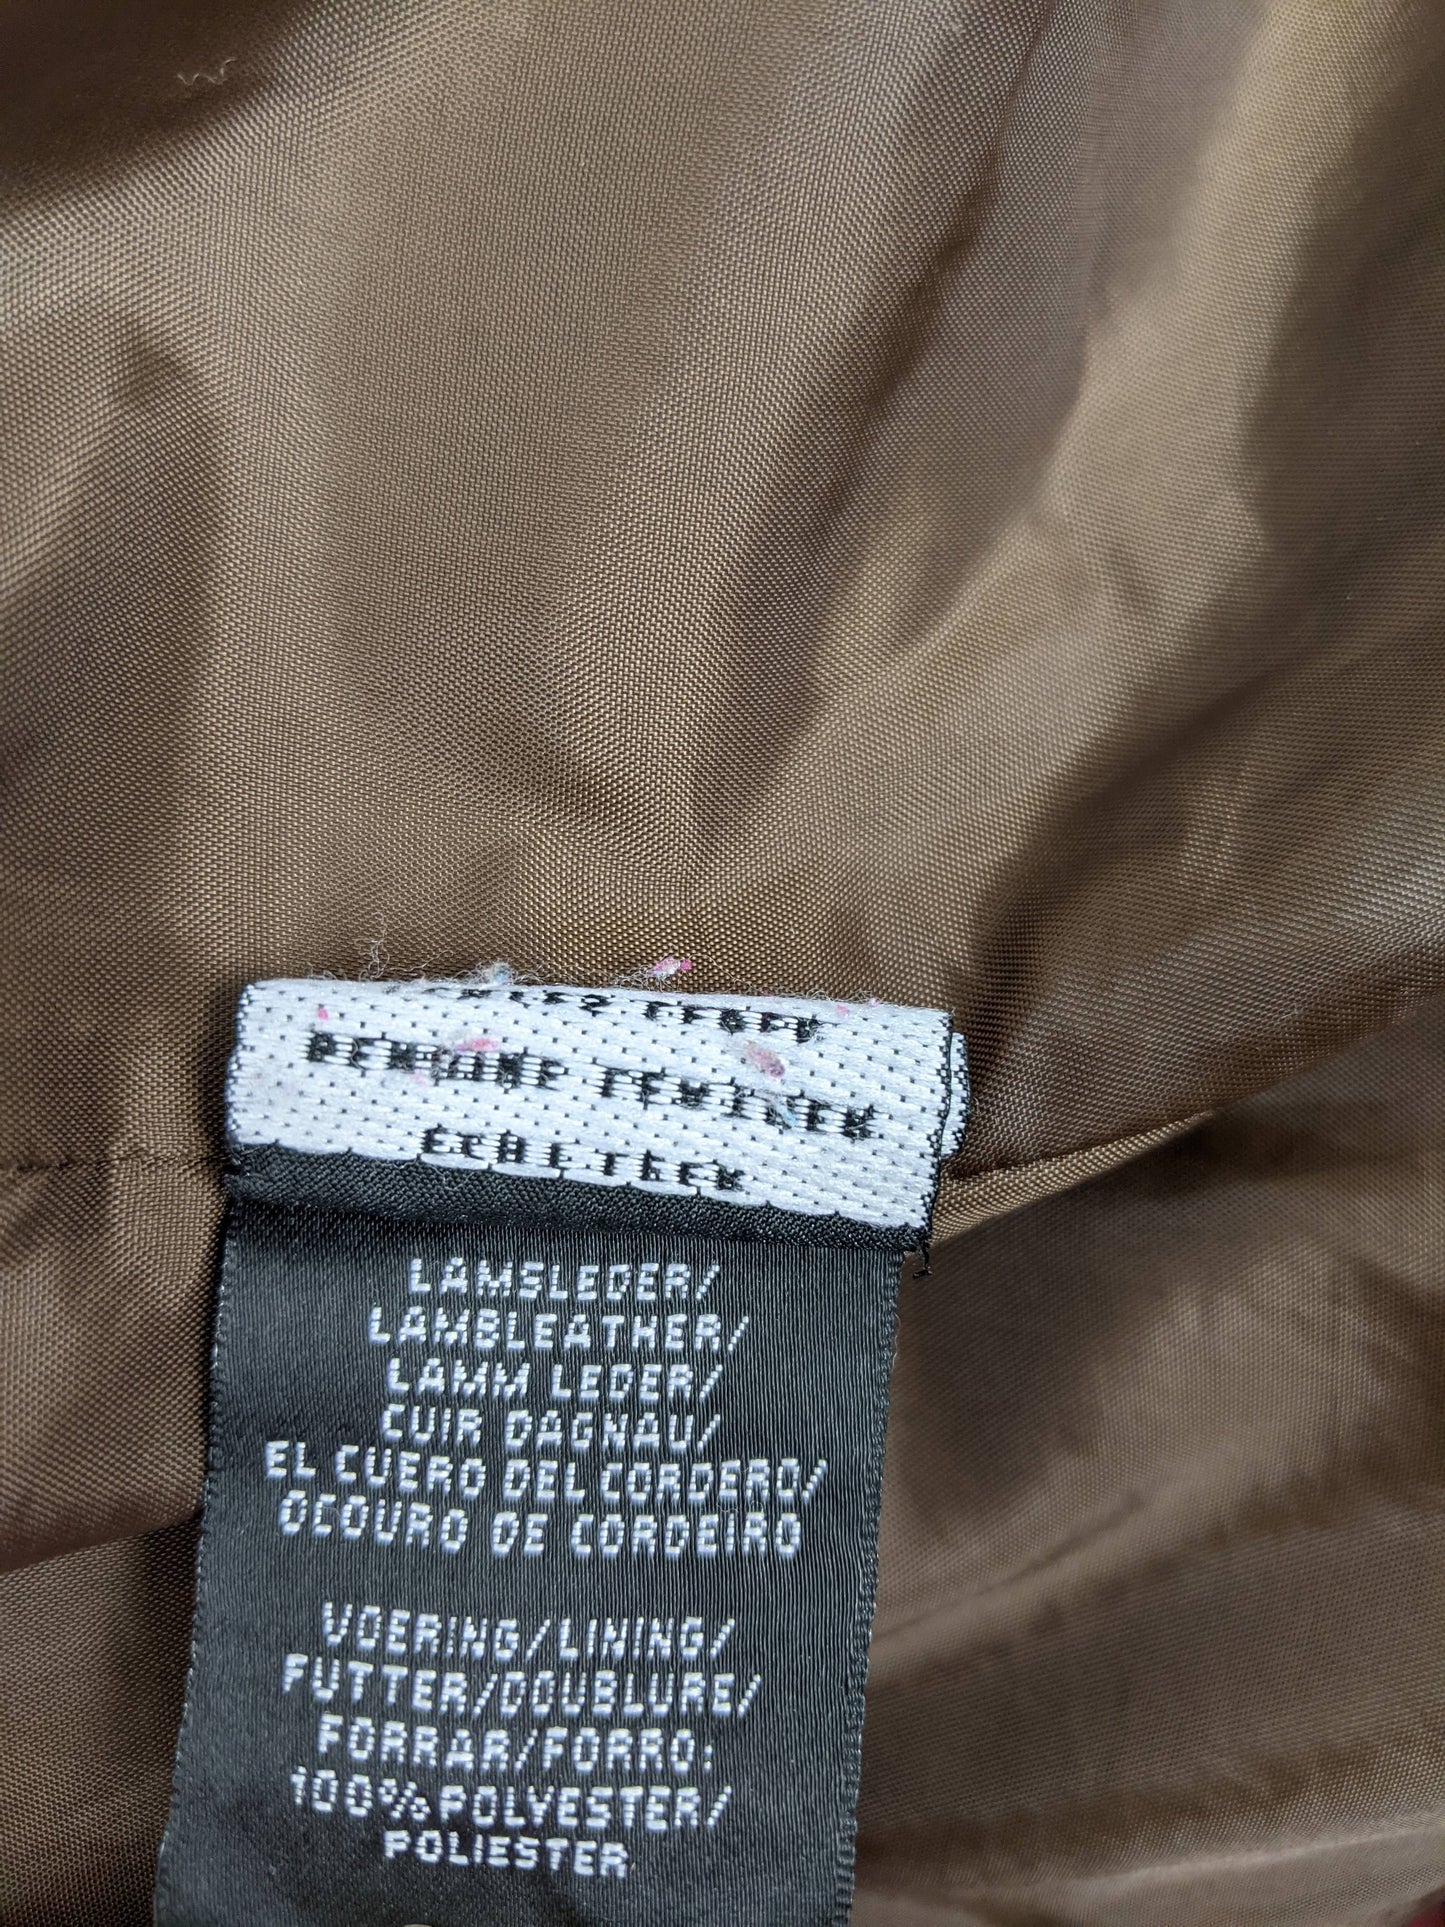 LAMSLEDER/
LAMBLEATHER/
LAMM LEDER/
CUIR DAGNAU/
EL CUERO DEL CORDERO/
OCOURO DE CORDEIRO
VOERING/LINING/
FUTTER/DOUBLURE/
FORRAR/FORRO:
100% POLYESTER/
POLIESTER